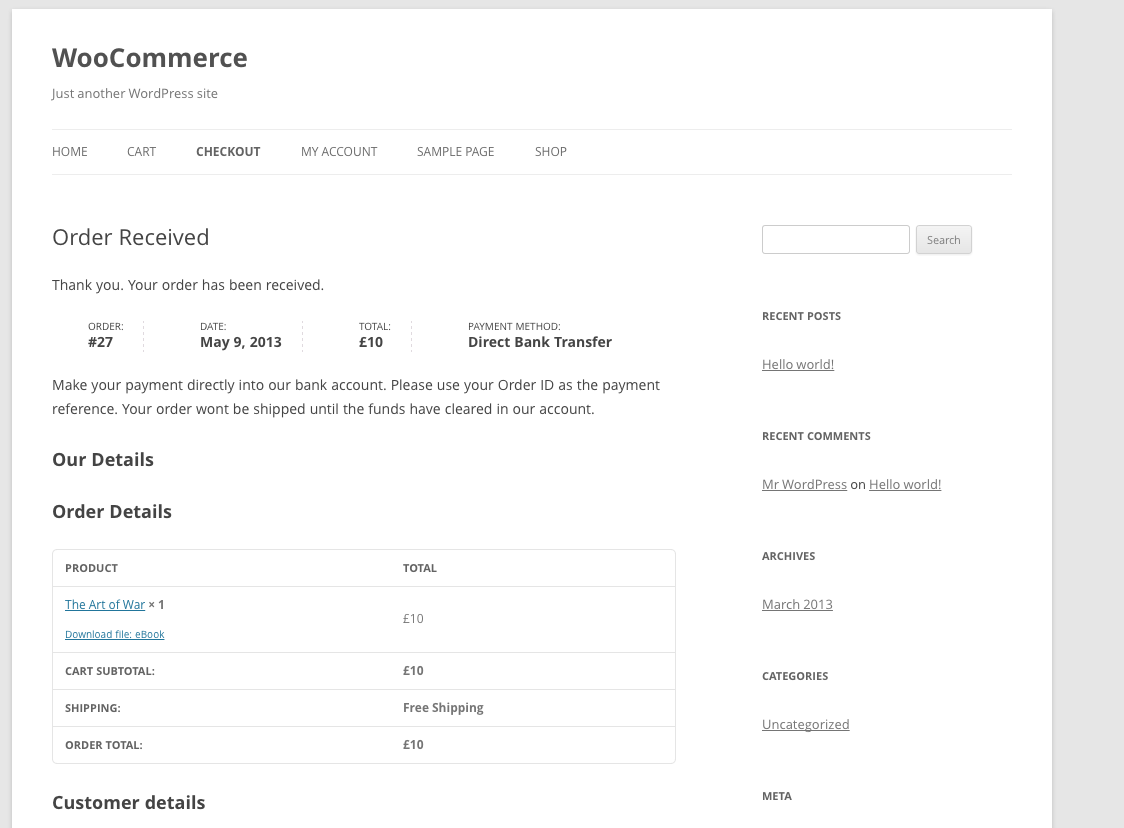 WooCommerce
Just another WordPress site
HOME CART CHECKOUT MY ACCOUNT SAMPLE PAGE SHOP
Order Received
Thank you. Your order has been received.
ORDER: DATE: TOTAL: PAYMENT METHOD:
#27 May 9, 2013 £10 Direct Bank Transfer
Make your payment directly into our bank account. Please use your Order ID as the payment
reference. Your order wont be shipped until the funds have cleared in our account.
Our Details
Order Details
PRODUCT TOTAL
The Art of War × 1 £10
Download file: eBook
CART SUBTOTAL: £10
SHIPPING: Free Shipping
ORDER TOTAL: £10
Customer details
Search
RECENT POSTS
Hello world!
RECENT COMMENTS
Mr WordPress on Hello world!
ARCHIVES
March 2013
CATEGORIES
Uncategorized
META